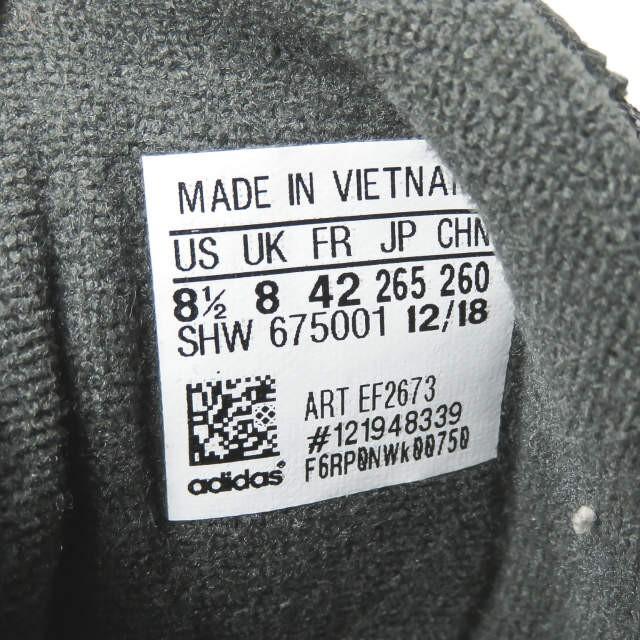 MADE IN VIETNA
US UK FR JP CHN
8½ 8 42 265 260
SHW 675001 12/18
ART EF2673
#121948339
F6RP0NWk00750
adidas